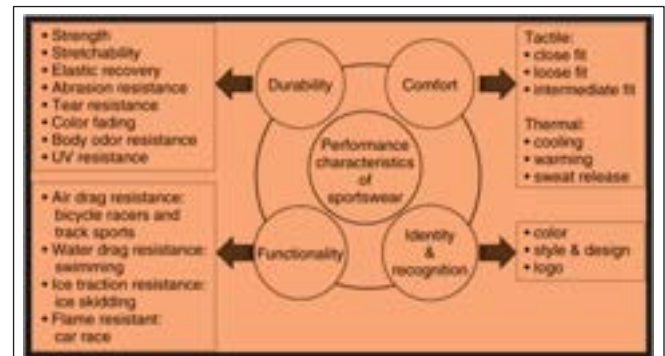 • Strength
• Stretchability
• Elastic recovery
• Abrasion resistance
• Tear resistance
• Color fading
• Body odor resistance
• UV resistance
Durability
Comfort
Tactile:
• close fit
• loose fit
• intermediate fit
Thermal:
• cooling
• warming
• sweat release
Performance
characteristics
of
sportswear
• Air drag resistance:
bicycle racers and
track sports
• Water drag resistance:
swimming
• Ice traction resistance:
ice skidding
• Flame resistant:
car race
Functionality
Identity
&
recognition
• color
• style & design
• logo